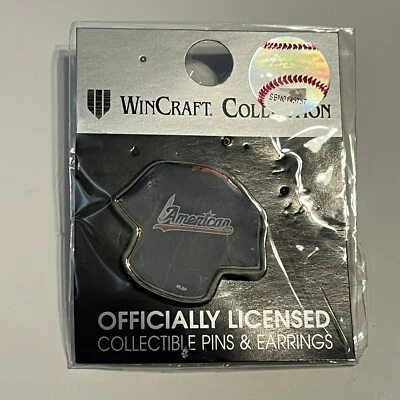 WINCRAFT. COLLECTION
American
OFFICIALLY LICENSED
COLLECTIBLE PINS & EARRINGS